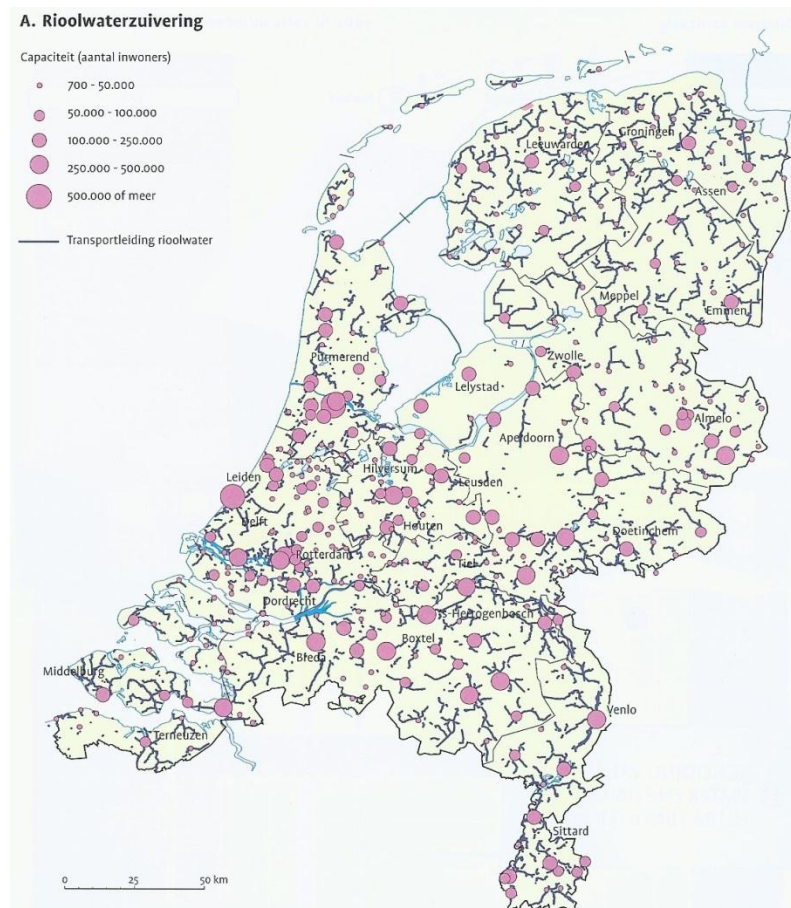 A. Rioolwaterzuivering
Capaciteit (aantal inwoners)
700 - 50.000
50.000 - 100.000
100.000 - 250.000
250.000 - 500.000
500.000 of meer
Transportleiding rioolwater
Groningen
Leeuwarden
Assen
Meppel
Emmen
Purmerend
Zwolle
Lelystad
Almelo
Apeldoorn
Hilversum
Leiden
Leusden
Delft
Houten
Doetinchem
Rotterdam
Tiel
Dordrecht
's-Hertogenbosch
Boxtel
Breda
Middelburg
Venlo
Terneuzen
Sittard
0 25 50 km